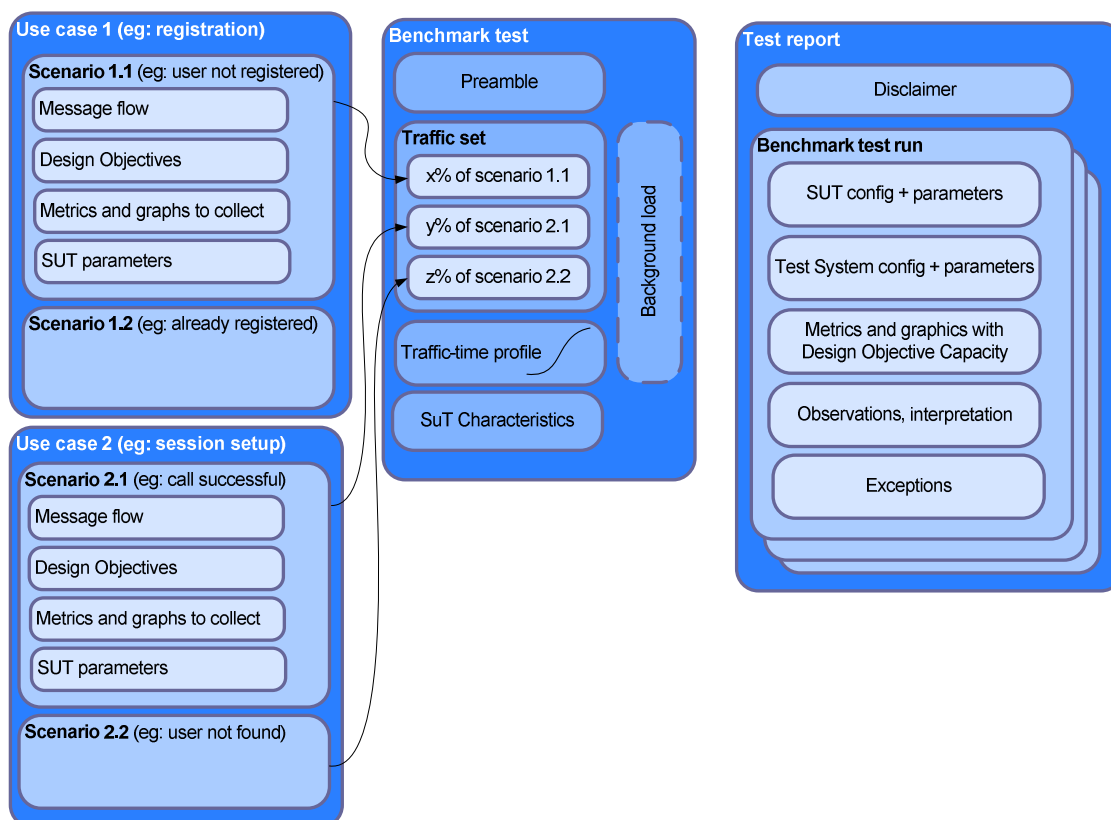 Use case 1 (eg: registration)
Scenario 1.1 (eg: user not registered)
Message flow
Design Objectives
Metrics and graphs to collect
SUT parameters
Scenario 1.2 (eg: already registered)
Use case 2 (eg: session setup)
Scenario 2.1 (eg: call successful)
Message flow
Design Objectives
Metrics and graphs to collect
SUT parameters
Scenario 2.2 (eg: user not found)
Benchmark test
Preamble
Traffic set
x% of scenario 1.1
y% of scenario 2.1
z% of scenario 2.2
Traffic-time profile
SuT Characteristics
Background load
Test report
Disclaimer
Benchmark test run
SUT config + parameters
Test System config + parameters
Metrics and graphics with
Design Objective Capacity
Observations, interpretation
Exceptions